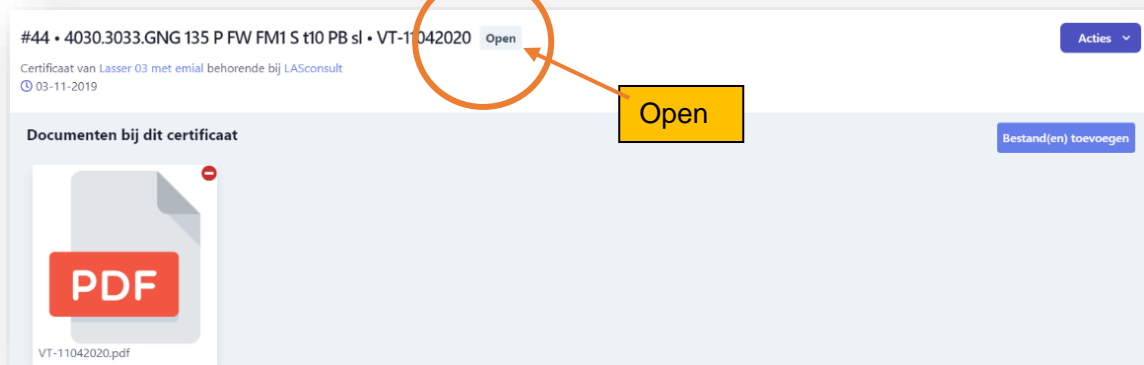 #44 • 4030.3033.GNG 135 P FW FM1 S t10 PB sl • VT-11042020 Open
Acties
Certificaat van Lasser 03 met emial behorende bij LASconsult
03-11-2019
Open
Documenten bij dit certificaat
Bestand(en) toevoegen
PDF
VT-11042020.pdf